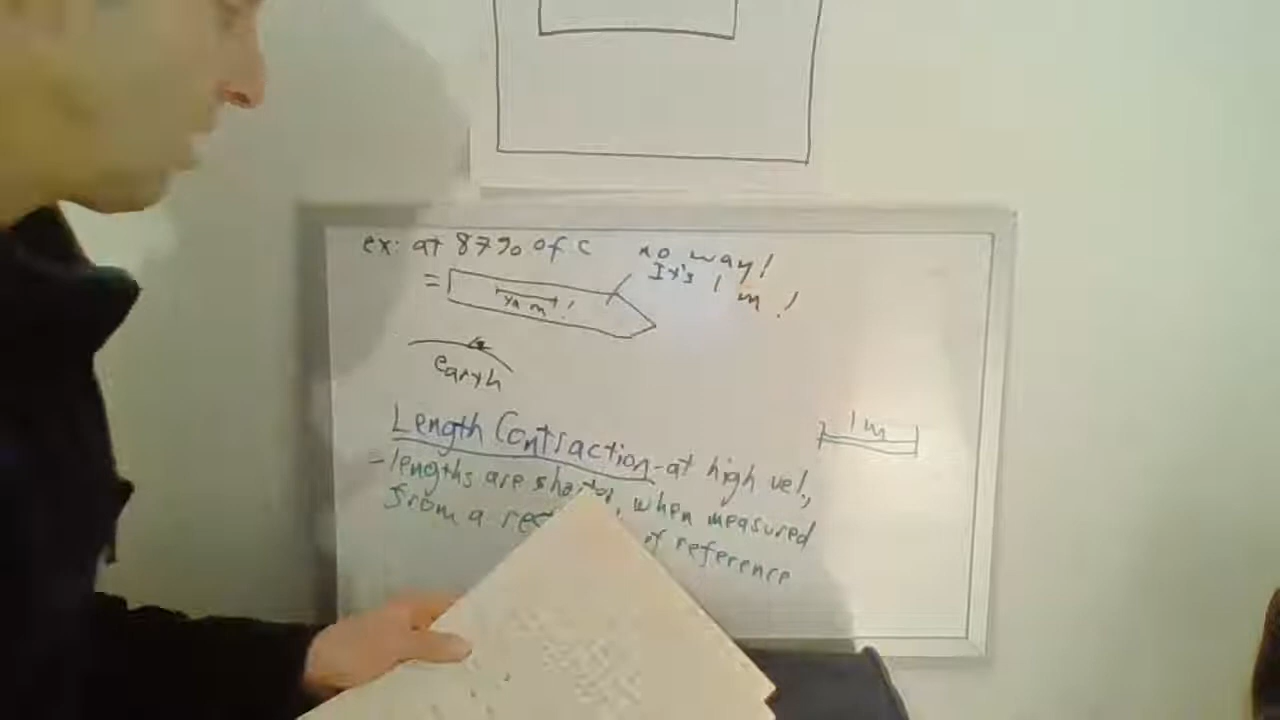 ex: at 87% of c
no way!
It's 1 m!
=
½ m!
earth
1 m
Length Contraction - at high vel.,
- lengths are shorter, when measured
from a of reference